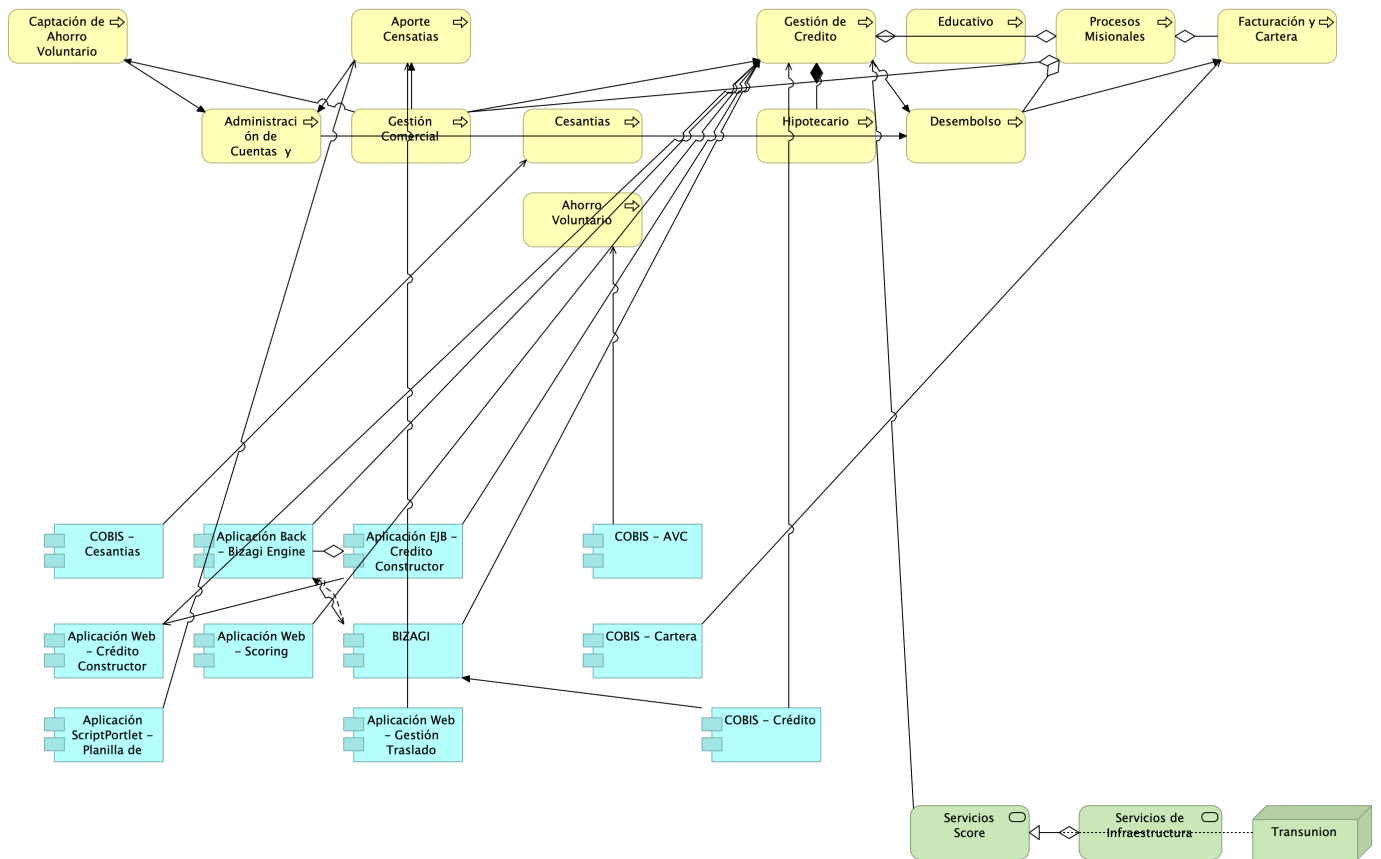 Captación de
Ahorro
Voluntario
Aporte
Censatias
Gestión de
Credito
Educativo
Procesos
Misionales
Facturación y
Cartera
Administraci
ón de
Cuentas y
Gestión
Comercial
Cesantias
Hipotecario
Desembolso
Ahorro
Voluntario
COBIS –
Cesantias
Aplicación Back
– Bizagi Engine
Aplicación EJB –
Credito
Constructor
COBIS – AVC
Aplicación Web
– Crédito
Constructor
Aplicación Web
– Scoring
BIZAGI
COBIS – Cartera
Aplicación
ScriptPortlet –
Planilla de
Aplicación Web
– Gestión
Traslado
COBIS – Crédito
Servicios
Score
Servicios de
Infraestructura
Transunion